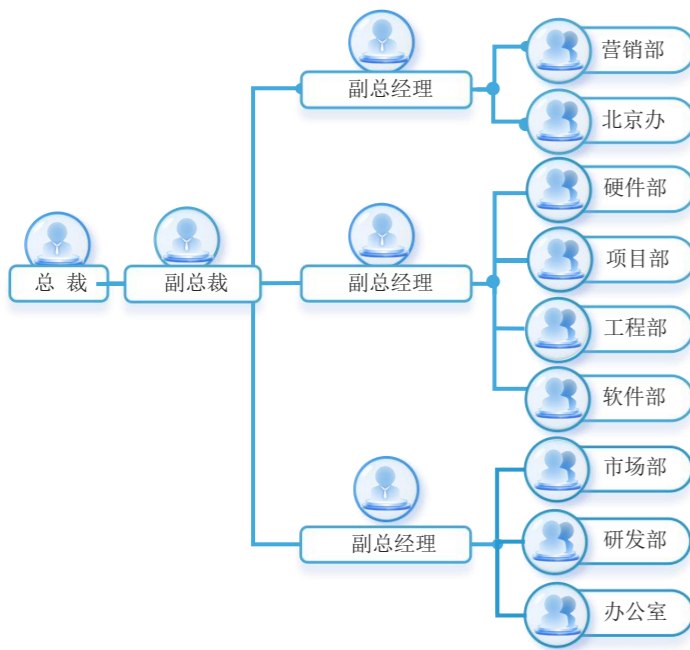 总 裁
副总裁
副总经理
营销部
北京办
副总经理
硬件部
项目部
工程部
软件部
副总经理
市场部
研发部
办公室